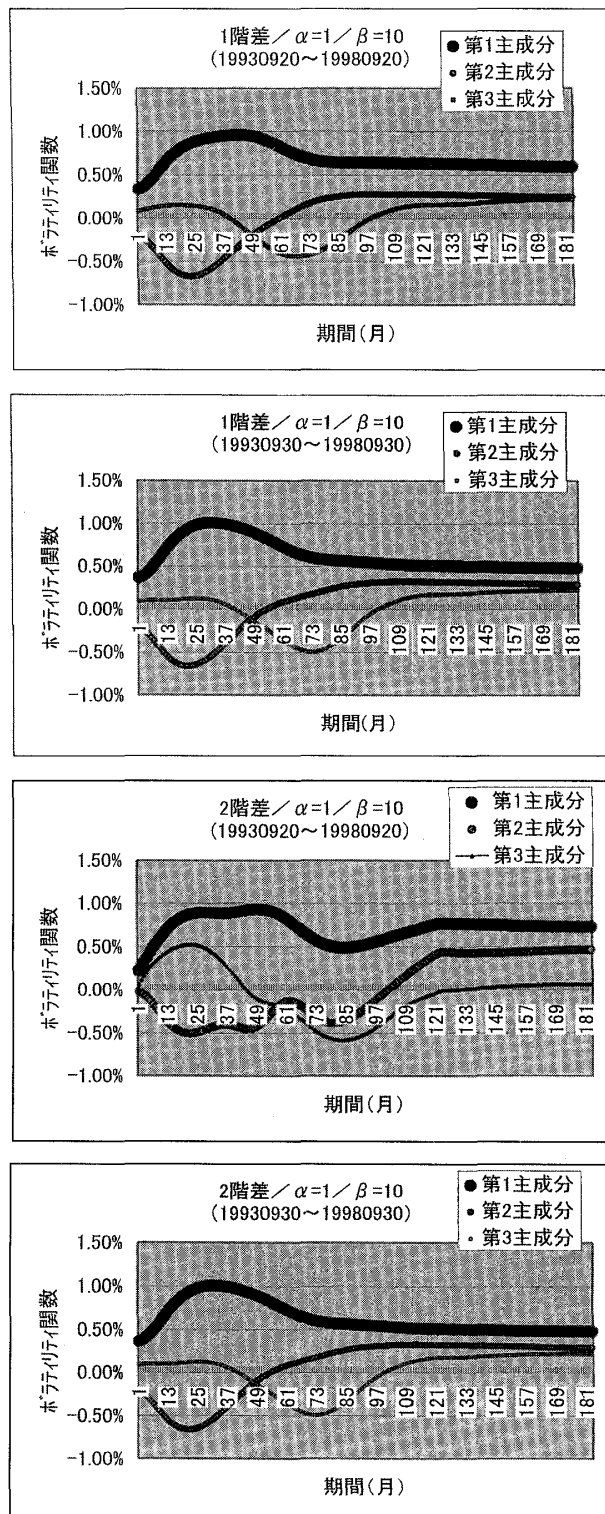 1階差/α=1/β=10
(19930920~19980920)
●第1主成分
・第2主成分
・第3主成分
ボラティリティ関数
1.50%
1.00%
0.50%
0.00%
-0.50%
-1.00%
1 13 25 37 49 61 73 85 97 109 121 133 145 157 169 181
期間(月)
1階差/α=1/β=10
(19930930~19980930)
●第1主成分
・第2主成分
・第3主成分
ボラティリティ関数
1.50%
1.00%
0.50%
0.00%
-0.50%
-1.00%
1 13 25 37 49 61 73 85 97 109 121 133 145 157 169 181
期間(月)
2階差/α=1/β=10
(19930920~19980920)
● 第1主成分
● 第2主成分
第3主成分
ボラティリティ関数
1.50%
1.00%
0.50%
0.00%
-0.50%
-1.00%
1 13 25 37 49 61 73 85 97 109 121 133 145 157 169 181
期間(月)
2階差/α=1/β=10
(19930930~19980930)
●第1主成分
・第2主成分
・第3主成分
ボラティリティ関数
1.50%
1.00%
0.50%
0.00%
-0.50%
-1.00%
1 13 25 37 49 61 73 85 97 109 121 133 145 157 169 181
期間(月)